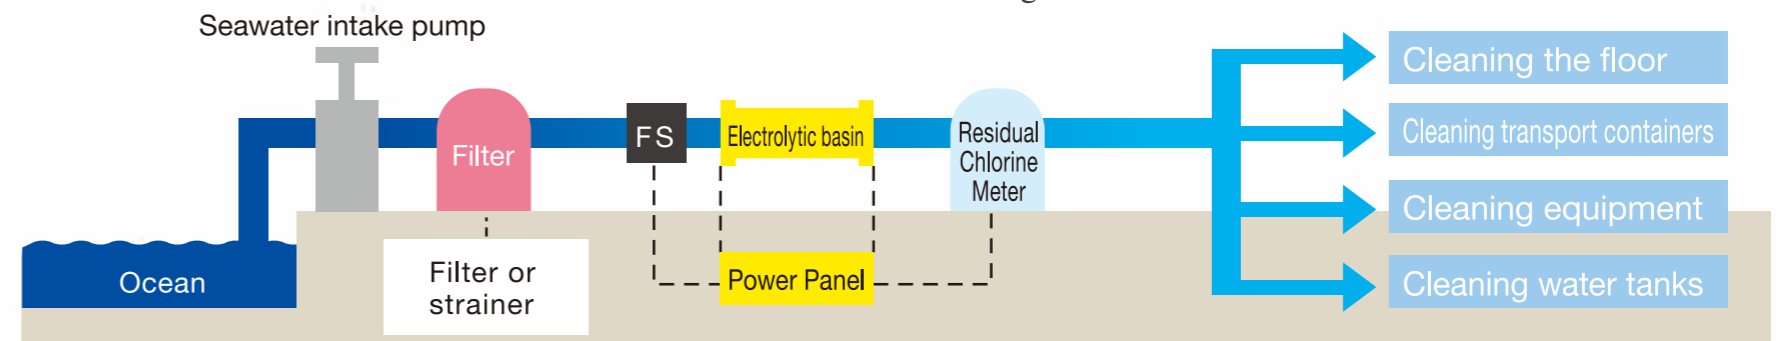 Seawater intake pump
Filter
FS
Electrolytic basin
Residual
Chlorine
Meter
Cleaning the floor
Cleaning transport containers
Cleaning equipment
Cleaning water tanks
Ocean
Filter or
strainer
Power Panel